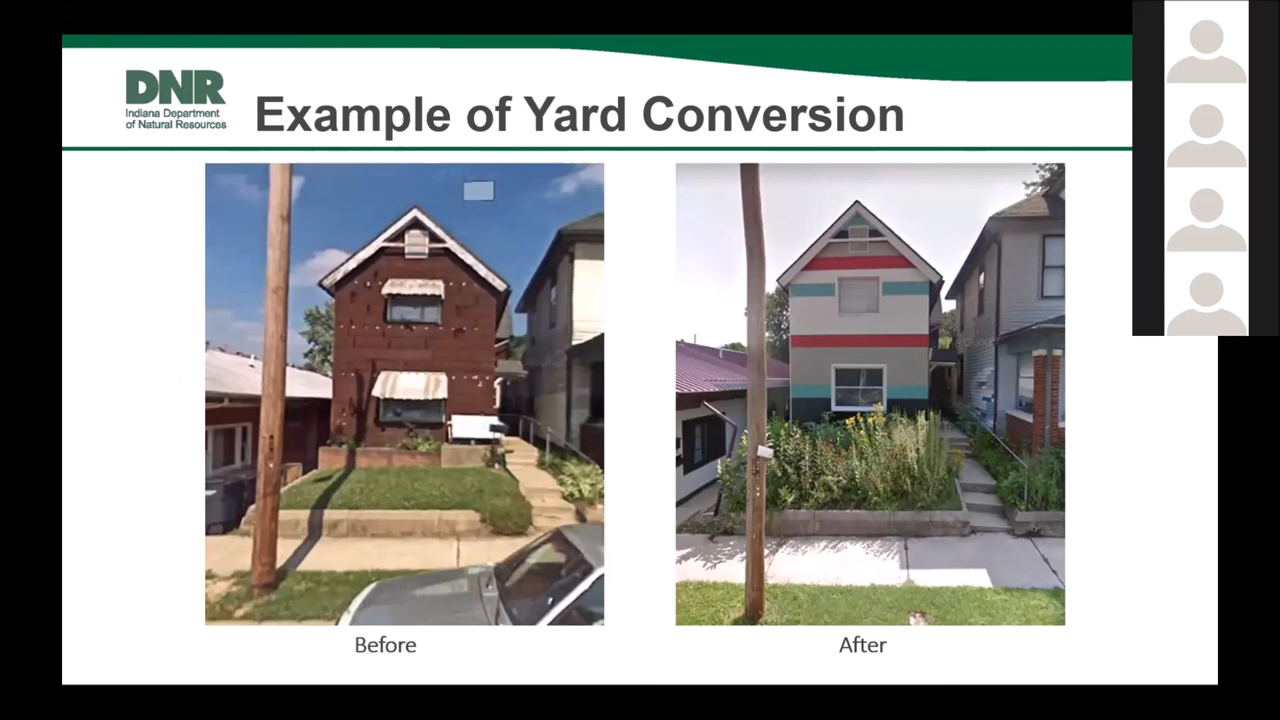 DNR
Indiana Department
of Natural Resources
Example of Yard Conversion
Before
After